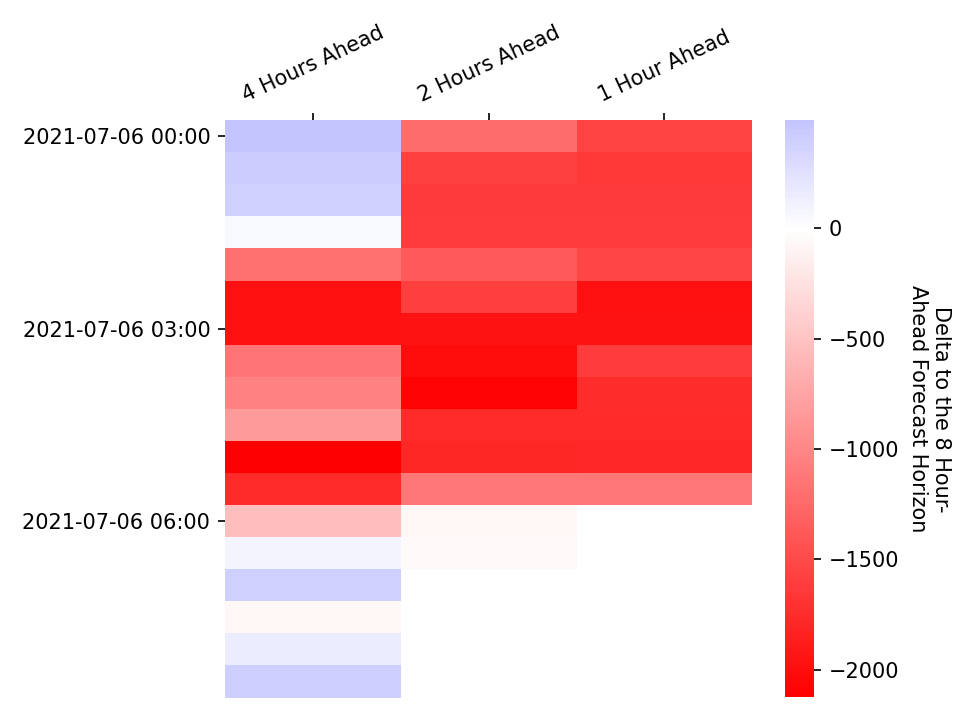 4 Hours Ahead
2 Hours Ahead
1 Hour Ahead
2021-07-06 00:00
2021-07-06 03:00
2021-07-06 06:00
0
−500
−1000
−1500
−2000
Delta to the 8 Hour-
Ahead Forecast Horizon